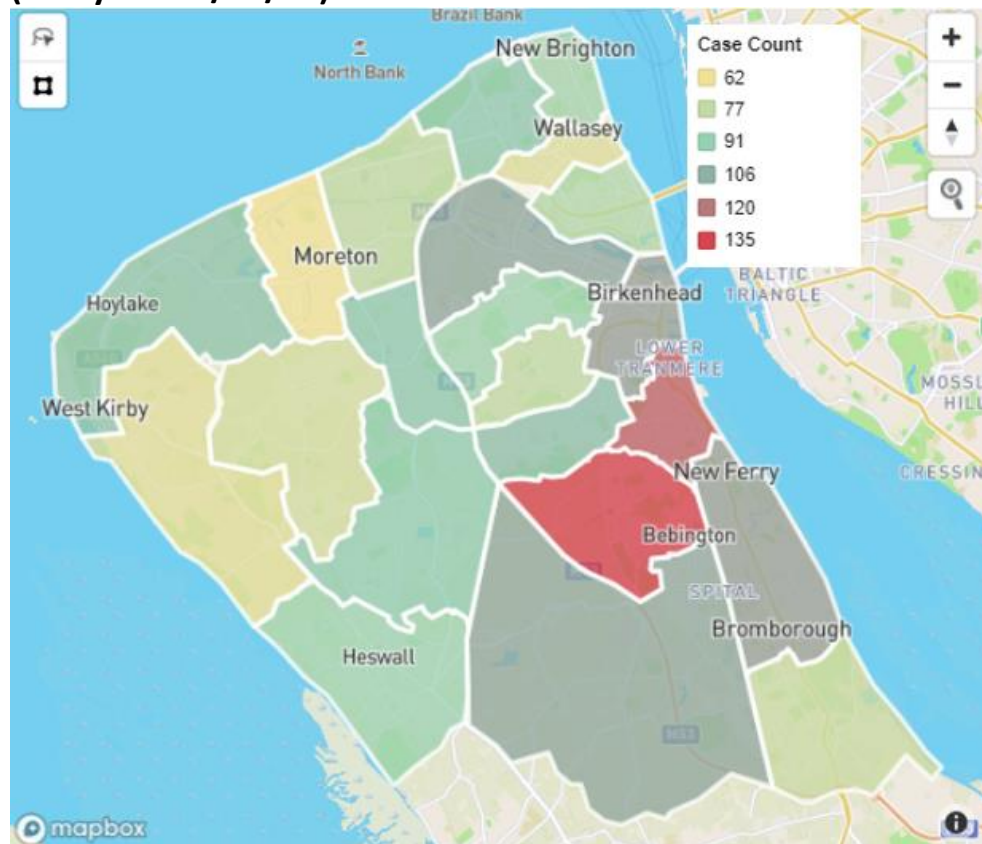 Brazil Bank
New Brighton
North Bank
Wallasey
Case Count
62
77
91
106
120
135
Moreton
Hoylake
Birkenhead
BALTIC
TRIANGLE
LOWER
TRANMERE
MOSSL
HILL
West Kirby
New Ferry
CRESSIN
Bebington
SPITAL
Bromborough
Heswall
M53
mapbox